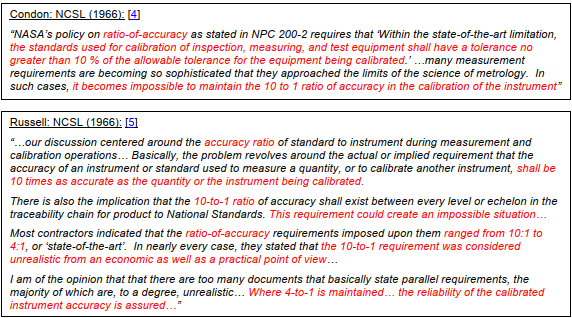 Condon: NCSL (1966): [4]
“NASA’s policy on ratio-of-accuracy as stated in NPC 200-2 requires that ‘Within the state-of-the-art limitation,
the standards used for calibration of inspection, measuring, and test equipment shall have a tolerance no
greater than 10 % of the allowable tolerance for the equipment being calibrated.’ …many measurement
requirements are becoming so sophisticated that they approached the limits of the science of metrology. In
such cases, it becomes impossible to maintain the 10 to 1 ratio of accuracy in the calibration of the instrument”
Russell: NCSL (1966): [5]
“…our discussion centered around the accuracy ratio of standard to instrument during measurement and
calibration operations… Basically, the problem revolves around the actual or implied requirement that the
accuracy of an instrument or standard used to measure a quantity, or to calibrate another instrument, shall be
10 times as accurate as the quantity or the instrument being calibrated.
There is also the implication that the 10-to-1 ratio of accuracy shall exist between every level or echelon in the
traceability chain for product to National Standards. This requirement could create an impossible situation…
Most contractors indicated that the ratio-of-accuracy requirements imposed upon them ranged from 10:1 to
4:1, or ‘state-of-the-art’. In nearly every case, they stated that the 10-to-1 requirement was considered
unrealistic from an economic as well as a practical point of view…
I am of the opinion that that there are too many documents that basically state parallel requirements, the
majority of which are, to a degree, unrealistic… Where 4-to-1 is maintained… the reliability of the calibrated
instrument accuracy is assured…”